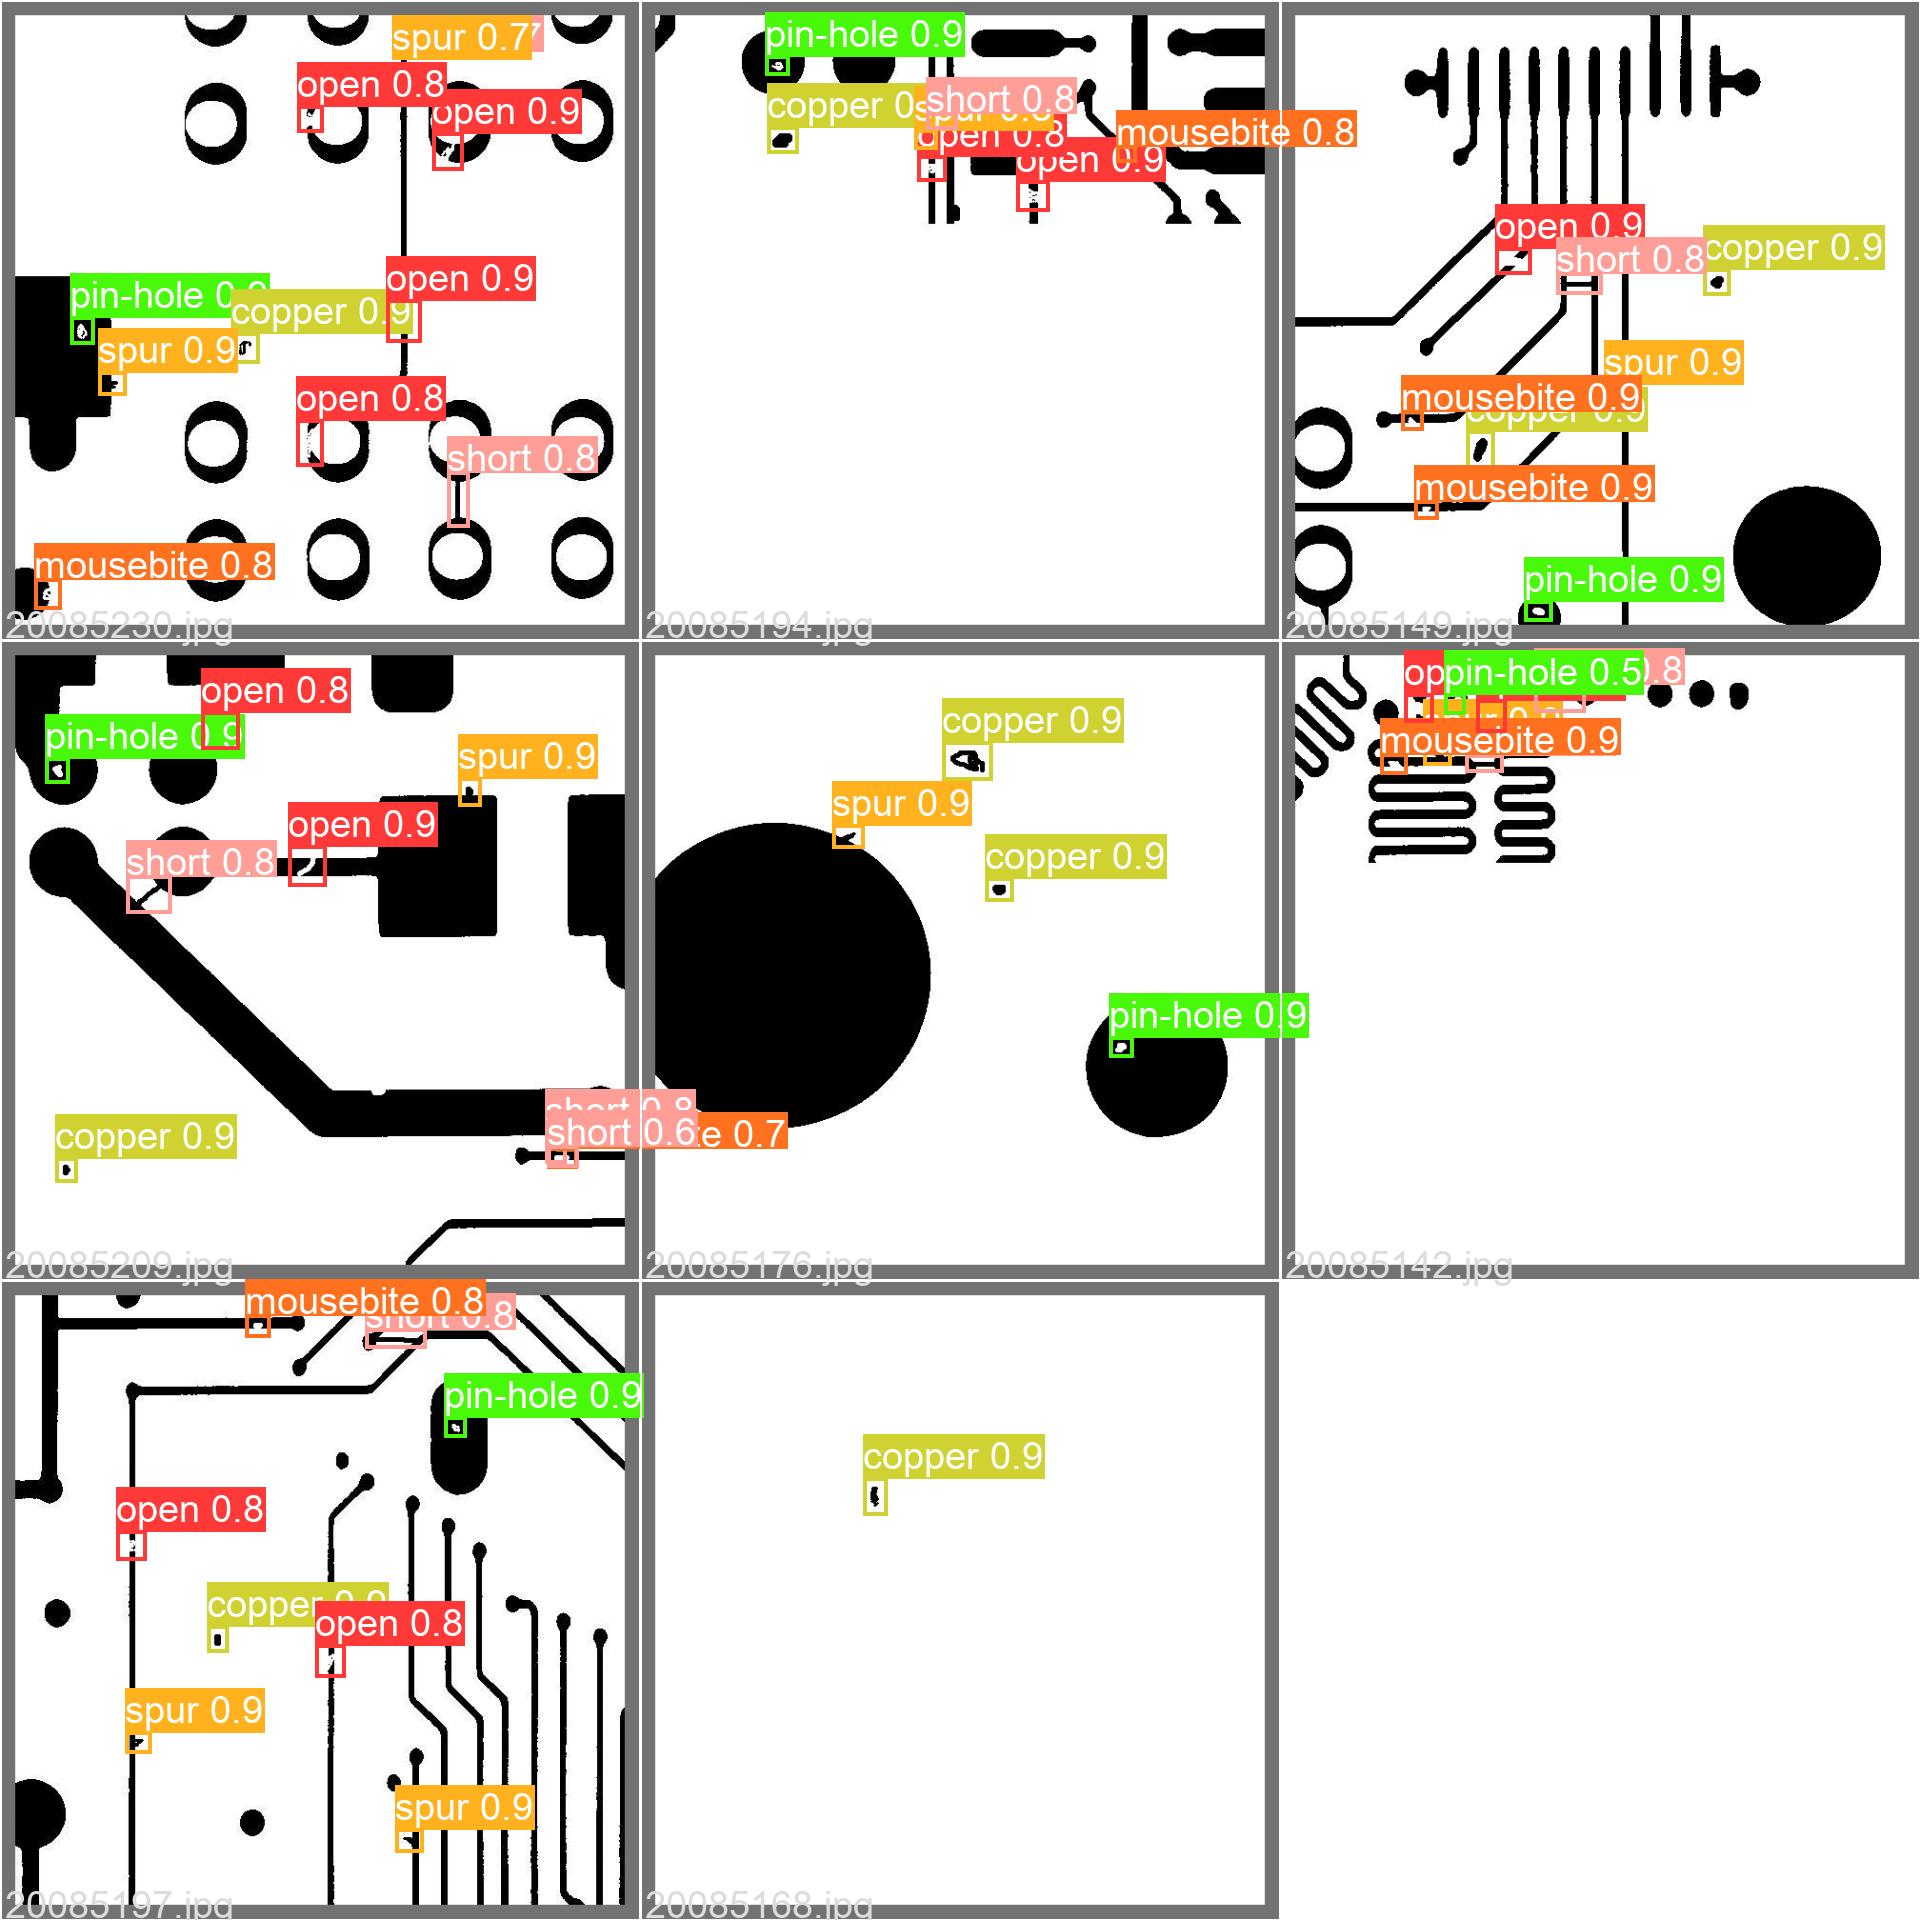 spur 0.7
open 0.8
open 0.9
open 0.9
pin-hole 0.9
copper 0.9
spur 0.9
open 0.8
short 0.8
mousebite 0.8
20085230.jpg
pin-hole 0.9
copper
short 0.8
spur 0.8
open 0.8
mousebite 0.8
open 0.9
20085194.jpg
open 0.9
short 0.8
copper 0.9
spur 0.9
mousebite 0.9
copper 0.9
mousebite 0.9
pin-hole 0.9
20085149.jpg
open 0.8
pin-hole 0.9
spur 0.9
open 0.9
short 0.8
copper 0.9
short 0.8
short 0.6
te 0.7
20085209.jpg
copper 0.9
spur 0.9
copper 0.9
pin-hole 0.9
20085176.jpg
op
pin-hole 0.5
0.8
mousebite 0.9
20085142.jpg
mousebite 0.8
short 0.8
pin-hole 0.9
open 0.8
copper 0.9
open 0.8
spur 0.9
spur 0.9
20085197.jpg
copper 0.9
20085168.jpg